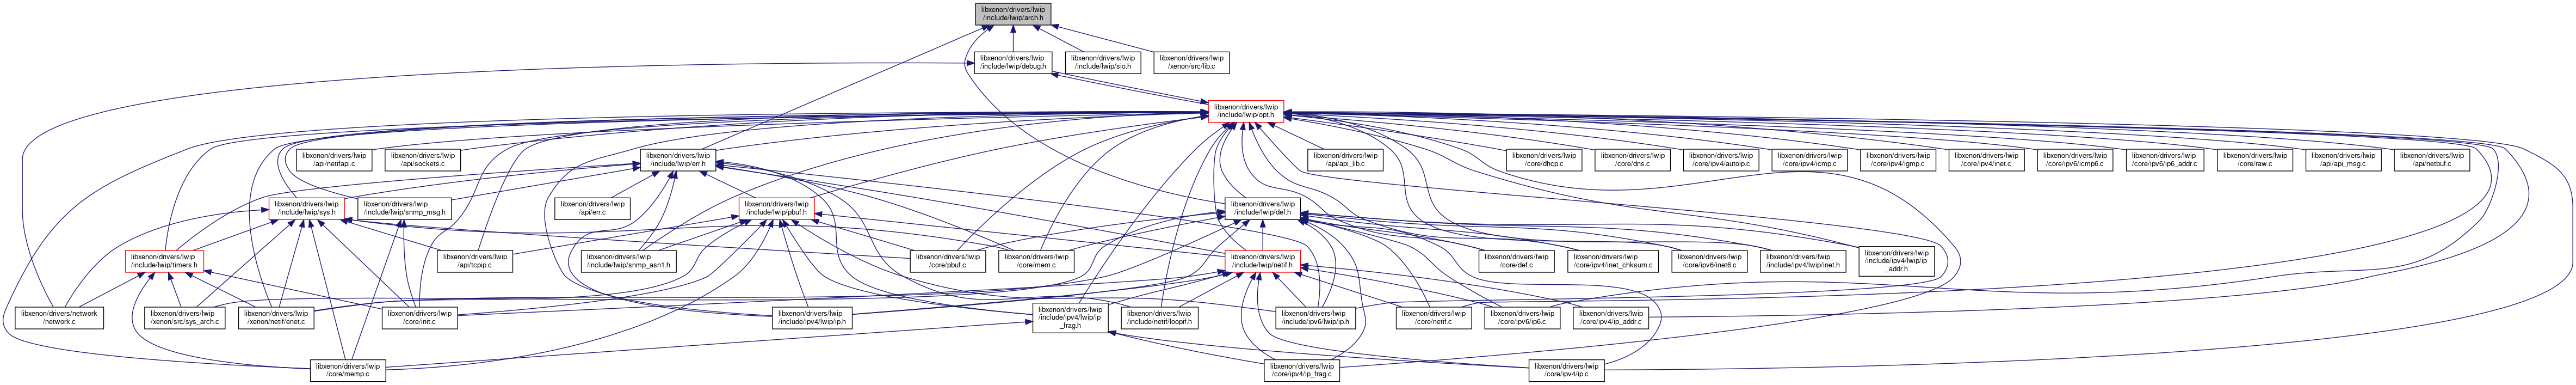 libxenon/drivers/lwip
/include/lwip/arch.h
libxenon/drivers/lwip
/include/lwip/debug.h
libxenon/drivers/lwip
/include/lwip/sio.h
libxenon/drivers/lwip
/xenon/src/lib.c
libxenon/drivers/lwip
/include/lwip/opt.h
libxenon/drivers/lwip
/api/netifapi.c
libxenon/drivers/lwip
/api/sockets.c
libxenon/drivers/lwip
/include/lwip/err.h
libxenon/drivers/lwip
/api/api_lib.c
libxenon/drivers/lwip
/core/dhcp.c
libxenon/drivers/lwip
/core/dns.c
libxenon/drivers/lwip
/core/ipv4/autoip.c
libxenon/drivers/lwip
/core/ipv4/icmp.c
libxenon/drivers/lwip
/core/ipv4/igmp.c
libxenon/drivers/lwip
/core/ipv4/inet.c
libxenon/drivers/lwip
/core/ipv6/icmp6.c
libxenon/drivers/lwip
/core/ipv6/ip6_addr.c
libxenon/drivers/lwip
/core/raw.c
libxenon/drivers/lwip
/api/api_msg.c
libxenon/drivers/lwip
/api/netbuf.c
libxenon/drivers/lwip
/include/lwip/sys.h
libxenon/drivers/lwip
/include/lwip/snmp_msg.h
libxenon/drivers/lwip
/api/err.c
libxenon/drivers/lwip
/include/lwip/pbuf.h
libxenon/drivers/lwip
/include/lwip/def.h
libxenon/drivers/lwip
/include/lwip/timers.h
libxenon/drivers/lwip
/api/tcpip.c
libxenon/drivers/lwip
/include/lwip/snmp_asn1.h
libxenon/drivers/lwip
/core/pbuf.c
libxenon/drivers/lwip
/core/mem.c
libxenon/drivers/lwip
/include/lwip/netif.h
libxenon/drivers/lwip
/core/def.c
libxenon/drivers/lwip
/core/ipv4/inet_chksum.c
libxenon/drivers/lwip
/core/ipv6/inet6.c
libxenon/drivers/lwip
/include/ipv4/lwip/inet.h
libxenon/drivers/lwip
/include/ipv4/lwip/ip
_addr.h
libxenon/drivers/network
/network.c
libxenon/drivers/lwip
/xenon/src/sys_arch.c
libxenon/drivers/lwip
/xenon/netif/enet.c
libxenon/drivers/lwip
/core/init.c
libxenon/drivers/lwip
/include/ipv4/lwip/ip.h
libxenon/drivers/lwip
/include/ipv4/lwip/ip
_frag.h
libxenon/drivers/lwip
/include/netif/loopif.h
libxenon/drivers/lwip
/include/ipv6/lwip/ip.h
libxenon/drivers/lwip
/core/netif.c
libxenon/drivers/lwip
/core/ipv6/ip6.c
libxenon/drivers/lwip
/core/ipv4/ip_addr.c
libxenon/drivers/lwip
/core/memp.c
libxenon/drivers/lwip
/core/ipv4/ip_frag.c
libxenon/drivers/lwip
/core/ipv4/ip.c